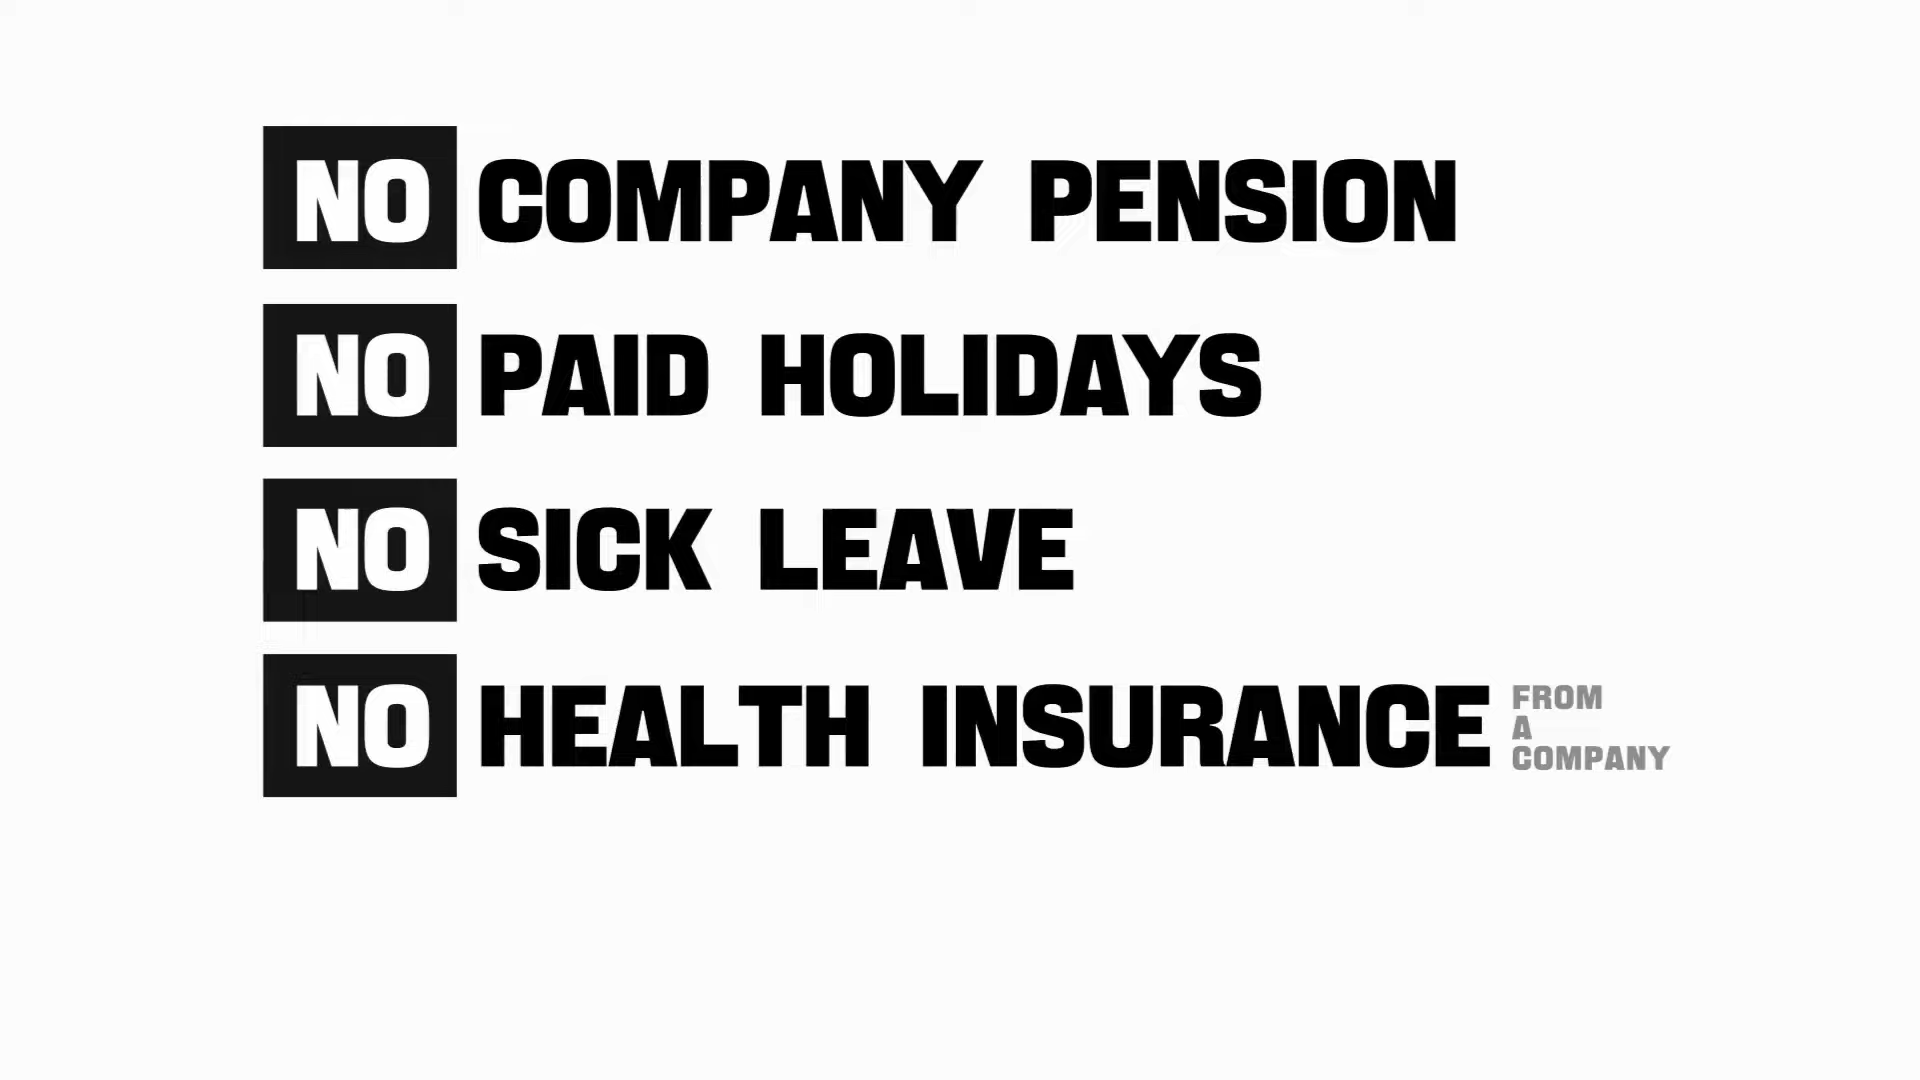 NO COMPANY PENSION
NO PAID HOLIDAYS
NO SICK LEAVE
NO HEALTH INSURANCE
FROM
A
COMPANY